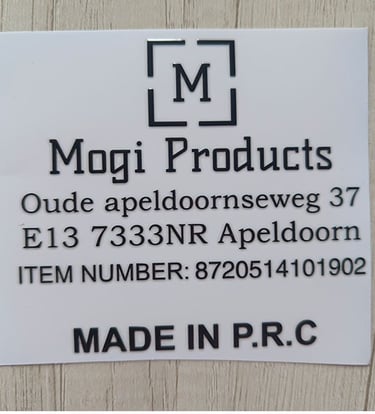 M
Mogi Products
Oude apeldoornseweg 37
E13 7333NR Apeldoorn
ITEM NUMBER: 8720514101902
MADE IN P.R.C